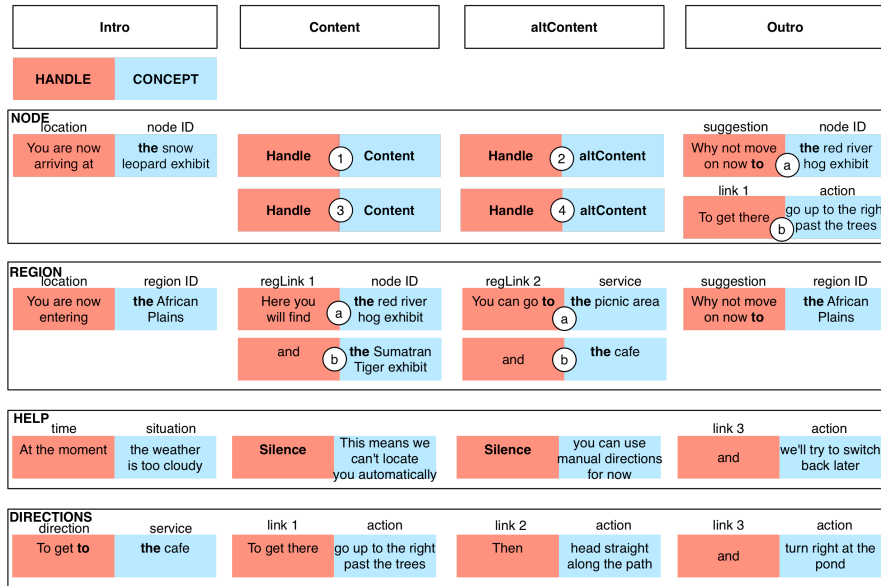 Intro
Content
altContent
Outro
HANDLE
CONCEPT
NODE
location
node ID
You are now
arriving at
the snow
leopard exhibit
Handle
1
Content
Handle
2
altContent
suggestion
node ID
Why not move
on now to
a
the red river
hog exhibit
Handle
3
Content
Handle
4
altContent
link 1
action
To get there
b
go up to the righ
past the trees
REGION
location
region ID
You are now
entering
the African
Plains
regLink 1
node ID
Here you
will find
a
the red river
hog exhibit
regLink 2
service
You can go to
a
the picnic area
suggestion
region ID
Why not move
on now to
the African
Plains
and
b
the Sumatran
Tiger exhibit
and
b
the cafe
HELP
time
situation
At the moment
the weather
is too cloudy
Silence
This means we
can't locate
you automatically
Silence
you can use
manual directions
for now
link 3
action
and
we'll try to switch
back later
DIRECTIONS
direction
service
To get to
the cafe
link 1
action
To get there
go up to the right
past the trees
link 2
action
Then
head straight
along the path
link 3
action
and
turn right at the
pond